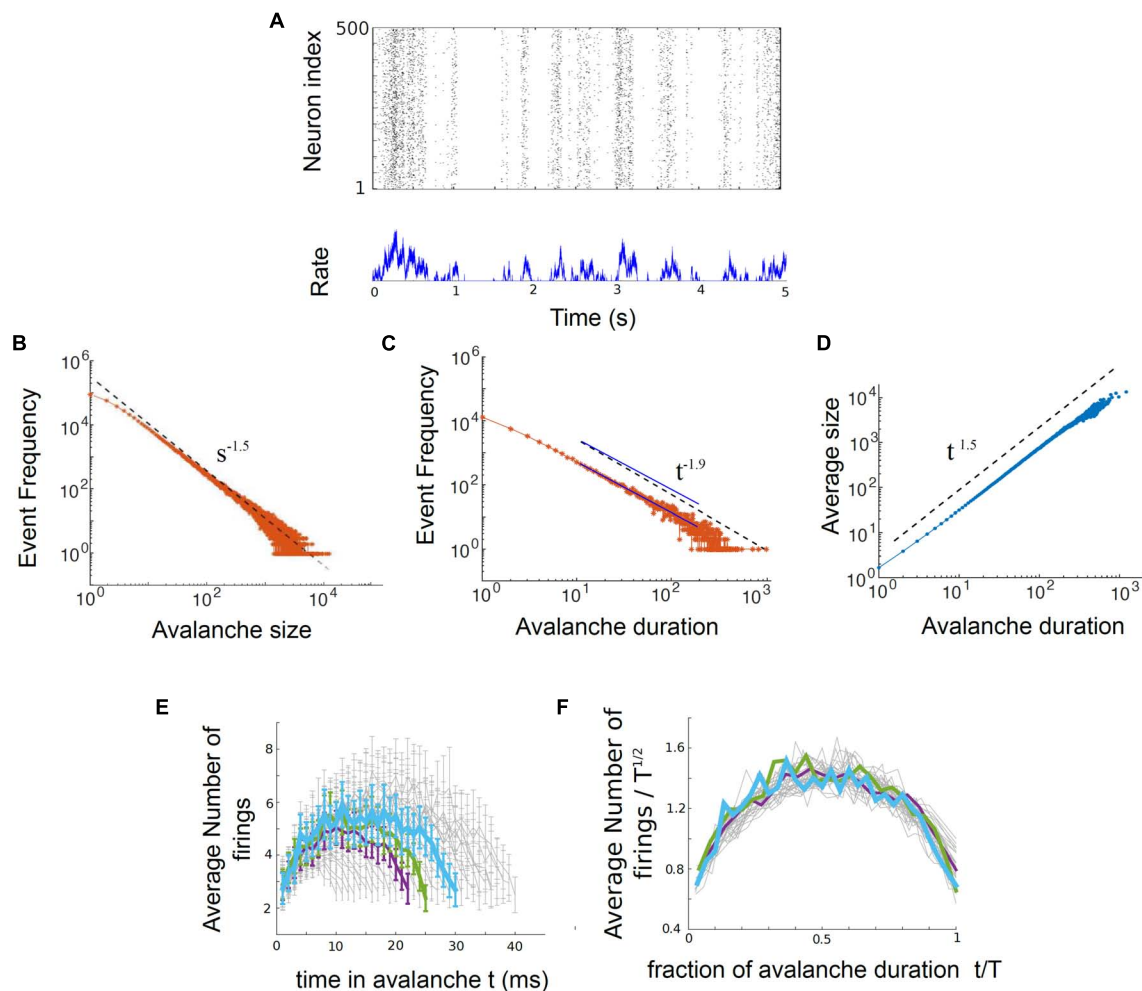 A
500
Neuron index
1
Rate
0 1 2 3 4 5
Time (s)
B
10^6
10^4
10^2
10^0
Event Frequency
s^-1.5
10^0 10^2 10^4
Avalanche size
C
10^6
10^4
10^2
10^0
Event Frequency
t^-1.9
10^0 10^1 10^2 10^3
Avalanche duration
D
10^4
10^3
10^2
10^1
10^0
Average size
t^1.5
10^0 10^1 10^2 10^3
Avalanche duration
E
8
6
4
2
Average Number of
firings
0 10 20 30 40
time in avalanche t (ms)
F
1.6
1.2
0.8
0.4
Average Number of
firings / T^1/2
0 0.5 1
fraction of avalanche duration t/T